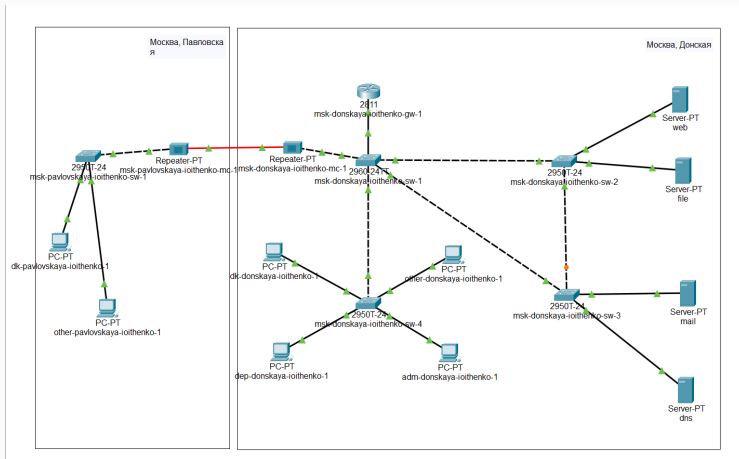 Москва, Павловска
я
Москва, Донская
2811
msk-donskaya-ioithenko-gw-1
Server-PT
web
2950T-24
msk-pavlovskaya-ioithenko-sw-1
Repeater-PT
msk-pavlovskaya-ioithenko-mc-1
Repeater-PT
msk-donskaya-ioithenko-mc-1
2960-24TT
msk-donskaya-ioithenko-sw-1
2950T-24
msk-donskaya-ioithenko-sw-2
Server-PT
file
PC-PT
dk-pavlovskaya-ioithenko-1
PC-PT
dk-donskaya-ioithenko-1
PC-PT
other-donskaya-ioithenko-1
PC-PT
other-pavlovskaya-ioithenko-1
2950T-24
msk-donskaya-ioithenko-sw-4
2950T-24
msk-donskaya-ioithenko-sw-3
Server-PT
mail
PC-PT
dep-donskaya-ioithenko-1
PC-PT
adm-donskaya-ioithenko-1
Server-PT
dns